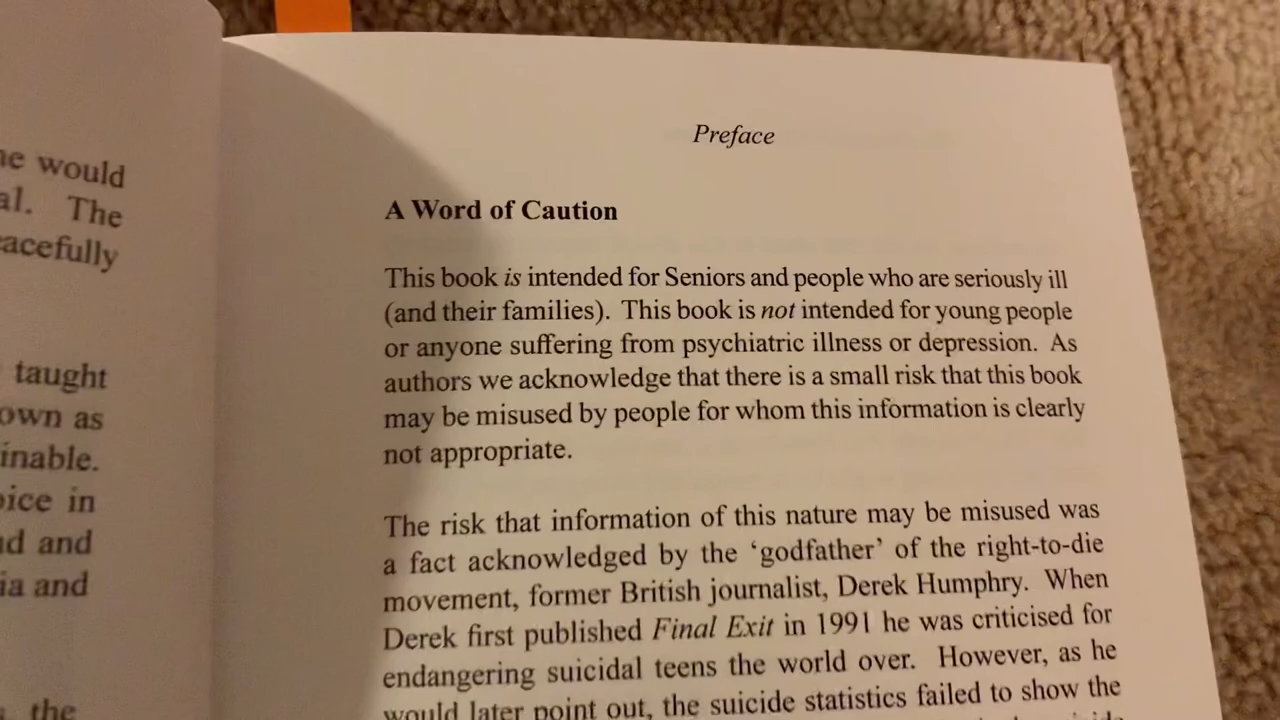 he would
al. The
eacefully
taught
own as
inable.
oice in
nd and
ia and
the
Preface
A Word of Caution
This book is intended for Seniors and people who are seriously ill
(and their families). This book is not intended for young people
or anyone suffering from psychiatric illness or depression. As
authors we acknowledge that there is a small risk that this book
may be misused by people for whom this information is clearly
not appropriate.
The risk that information of this nature may be misused was
a fact acknowledged by the ‘godfather’ of the right-to-die
movement, former British journalist, Derek Humphry. When
Derek first published Final Exit in 1991 he was criticised for
endangering suicidal teens the world over. However, as he
would later point out, the suicide statistics failed to show the